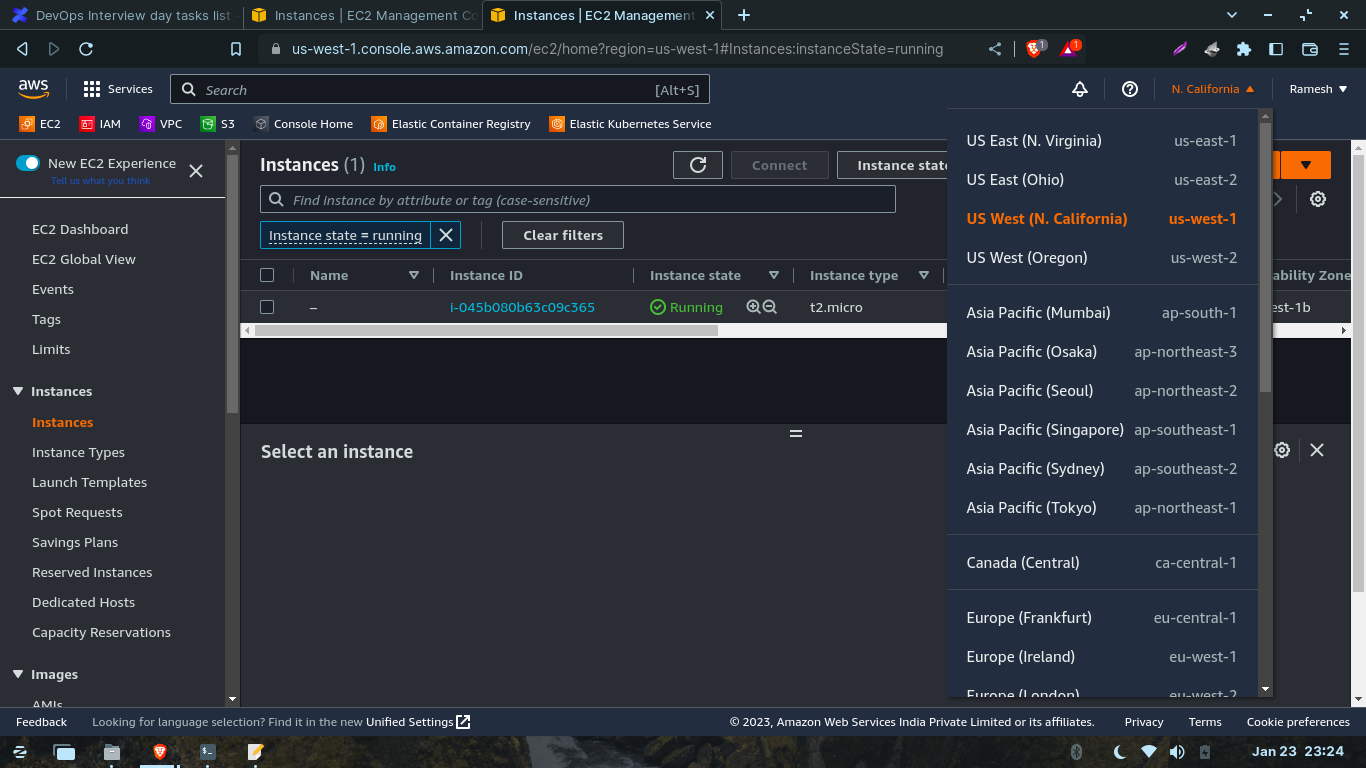 DevOps Interview day tasks list
Instances | EC2 Management Co
Instances | EC2 Management
us-west-1.console.aws.amazon.com/ec2/home?region=us-west-1#Instances:instanceState=running
1
1
aws
Services
Search
[Alt+S]
N. California
Ramesh
EC2
IAM
VPC
S3
Console Home
Elastic Container Registry
Elastic Kubernetes Service
New EC2 Experience
Tell us what you think
EC2 Dashboard
EC2 Global View
Events
Tags
Limits
Instances
Instances
Instance Types
Launch Templates
Spot Requests
Savings Plans
Reserved Instances
Dedicated Hosts
Capacity Reservations
Images
AMIs
Instances (1) Info
Connect
Instance state
Find instance by attribute or tag (case-sensitive)
Instance state = running
Clear filters
Name
Instance ID
Instance state
Instance type
ability Zone
–
i-045b080b63c09c365
Running
t2.micro
est-1b
Select an instance
US East (N. Virginia) us-east-1
US East (Ohio) us-east-2
US West (N. California) us-west-1
US West (Oregon) us-west-2
Asia Pacific (Mumbai) ap-south-1
Asia Pacific (Osaka) ap-northeast-3
Asia Pacific (Seoul) ap-northeast-2
Asia Pacific (Singapore) ap-southeast-1
Asia Pacific (Sydney) ap-southeast-2
Asia Pacific (Tokyo) ap-northeast-1
Canada (Central) ca-central-1
Europe (Frankfurt) eu-central-1
Europe (Ireland) eu-west-1
Europe (London) eu-west-2
Feedback
Looking for language selection? Find it in the new Unified Settings
© 2023, Amazon Web Services India Private Limited or its affiliates.
Privacy
Terms
Cookie preferences
Jan 23 23:24